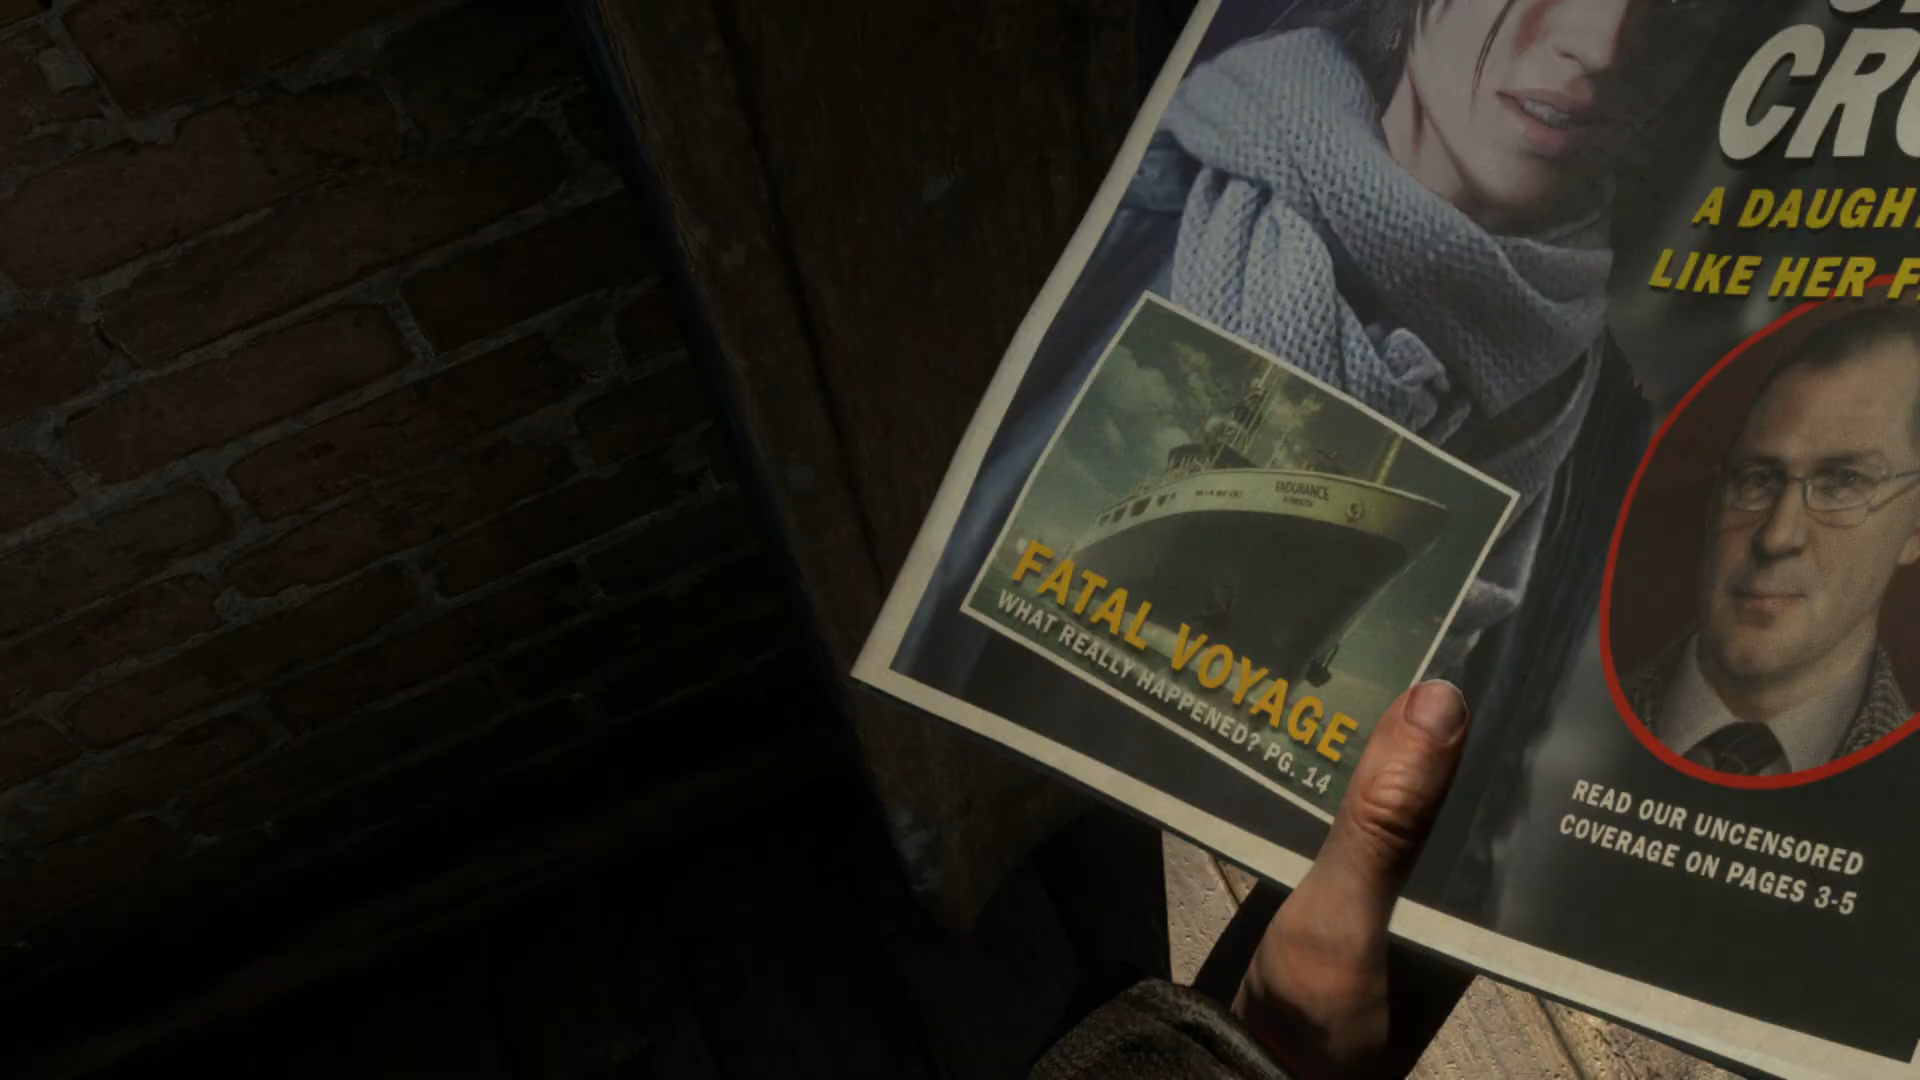 CR
A DAUGH
LIKE HER F
ENDURANCE
FATAL VOYAGE
WHAT REALLY HAPPENED? PG. 14
READ OUR UNCENSORED
COVERAGE ON PAGES 3-5